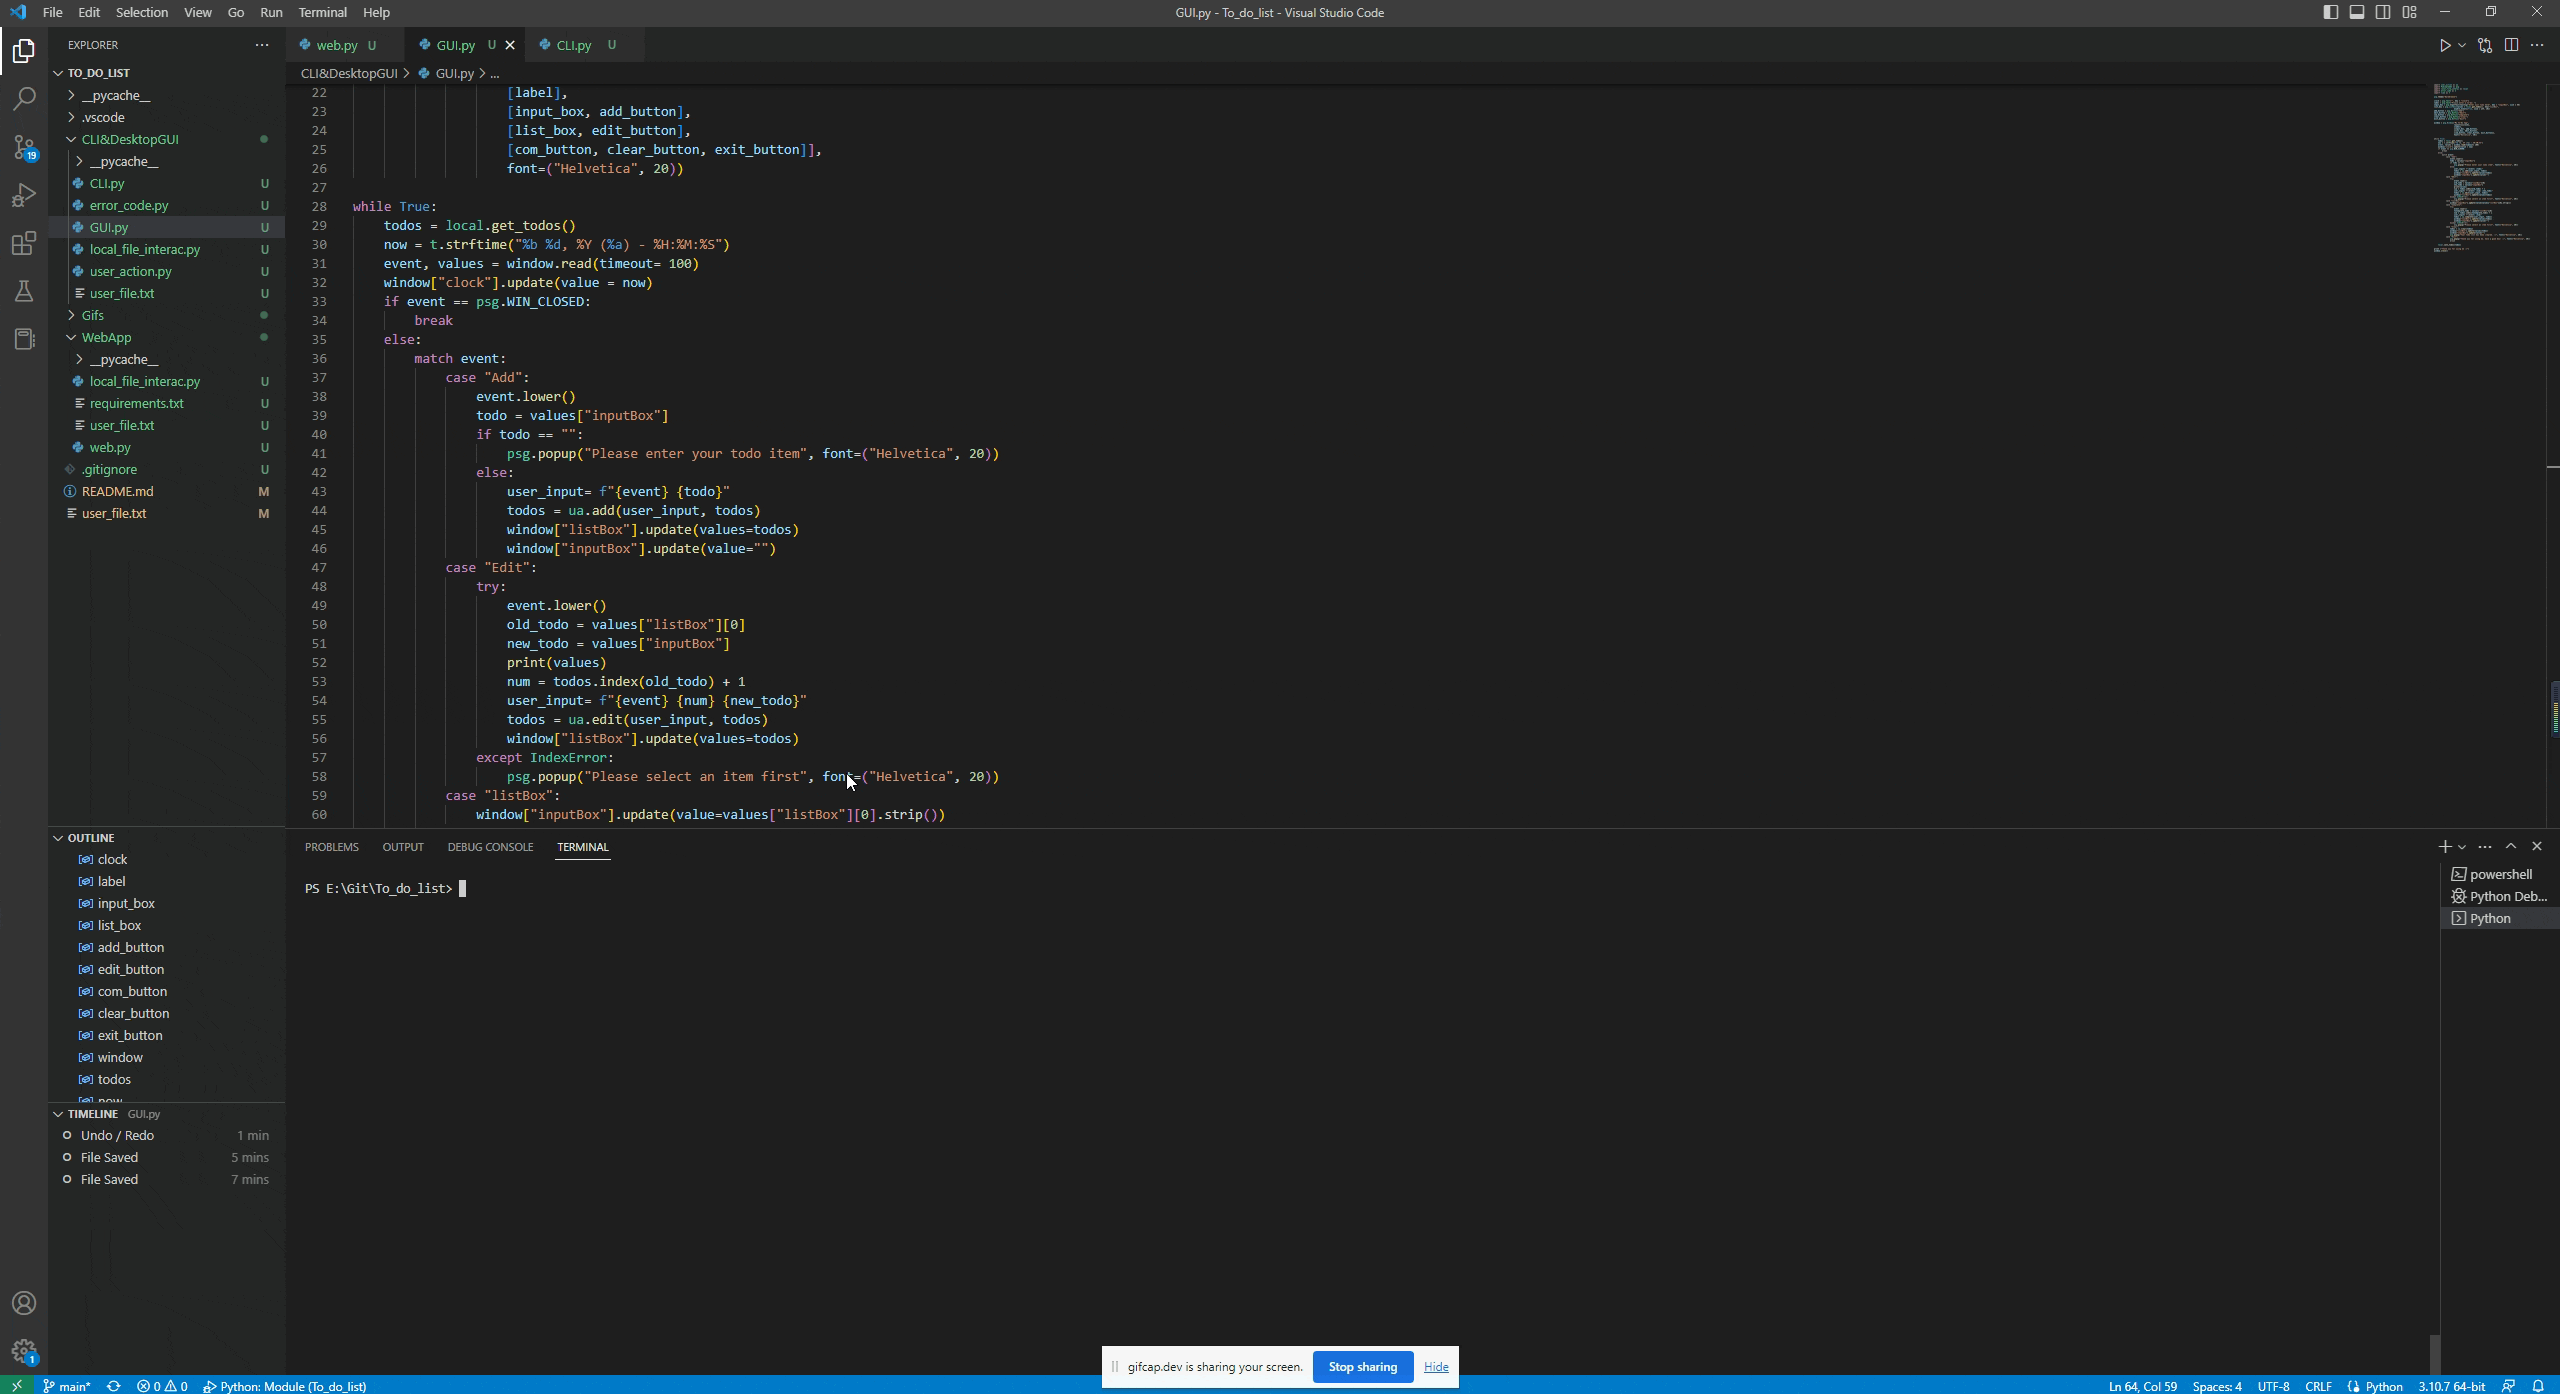 File Edit Selection View Go Run Terminal Help
GUI.py - To_do_list - Visual Studio Code
EXPLORER
TO_DO_LIST
__pycache__
.vscode
CLI&DesktopGUI
__pycache__
CLI.py U
error_code.py U
GUI.py U
local_file_interac.py U
user_action.py U
user_file.txt U
Gifs
WebApp
__pycache__
local_file_interac.py U
requirements.txt U
user_file.txt U
web.py U
.gitignore U
README.md M
user_file.txt M
19
OUTLINE
clock
label
input_box
list_box
add_button
edit_button
com_button
clear_button
exit_button
window
todos
now
TIMELINE GUI.py
Undo / Redo 1 min
File Saved 5 mins
File Saved 7 mins
1
web.py U GUI.py U CLI.py U
CLI&DesktopGUI > GUI.py > ...
22 [label],
23 [input_box, add_button],
24 [list_box, edit_button],
25 [com_button, clear_button, exit_button]],
26 font=("Helvetica", 20))
27
28 while True:
29 todos = local.get_todos()
30 now = t.strftime("%b %d, %Y (%a) - %H:%M:%S")
31 event, values = window.read(timeout= 100)
32 window["clock"].update(value = now)
33 if event == psg.WIN_CLOSED:
34 break
35 else:
36 match event:
37 case "Add":
38 event.lower()
39 todo = values["inputBox"]
40 if todo == "":
41 psg.popup("Please enter your todo item", font=("Helvetica", 20))
42 else:
43 user_input= f"{event} {todo}"
44 todos = ua.add(user_input, todos)
45 window["listBox"].update(values=todos)
46 window["inputBox"].update(value="")
47 case "Edit":
48 try:
49 event.lower()
50 old_todo = values["listBox"][0]
51 new_todo = values["inputBox"]
52 print(values)
53 num = todos.index(old_todo) + 1
54 user_input= f"{event} {num} {new_todo}"
55 todos = ua.edit(user_input, todos)
56 window["listBox"].update(values=todos)
57 except IndexError:
58 psg.popup("Please select an item first", font=("Helvetica", 20))
59 case "listBox":
60 window["inputBox"].update(value=values["listBox"][0].strip())
PROBLEMS OUTPUT DEBUG CONSOLE TERMINAL
PS E:\Git\To_do_list>
powershell
Python Deb...
Python
gifcap.dev is sharing your screen. Stop sharing Hide
main* 0 0 Python: Module (To_do_list)
Ln 64, Col 59 Spaces: 4 UTF-8 CRLF Python 3.10.7 64-bit